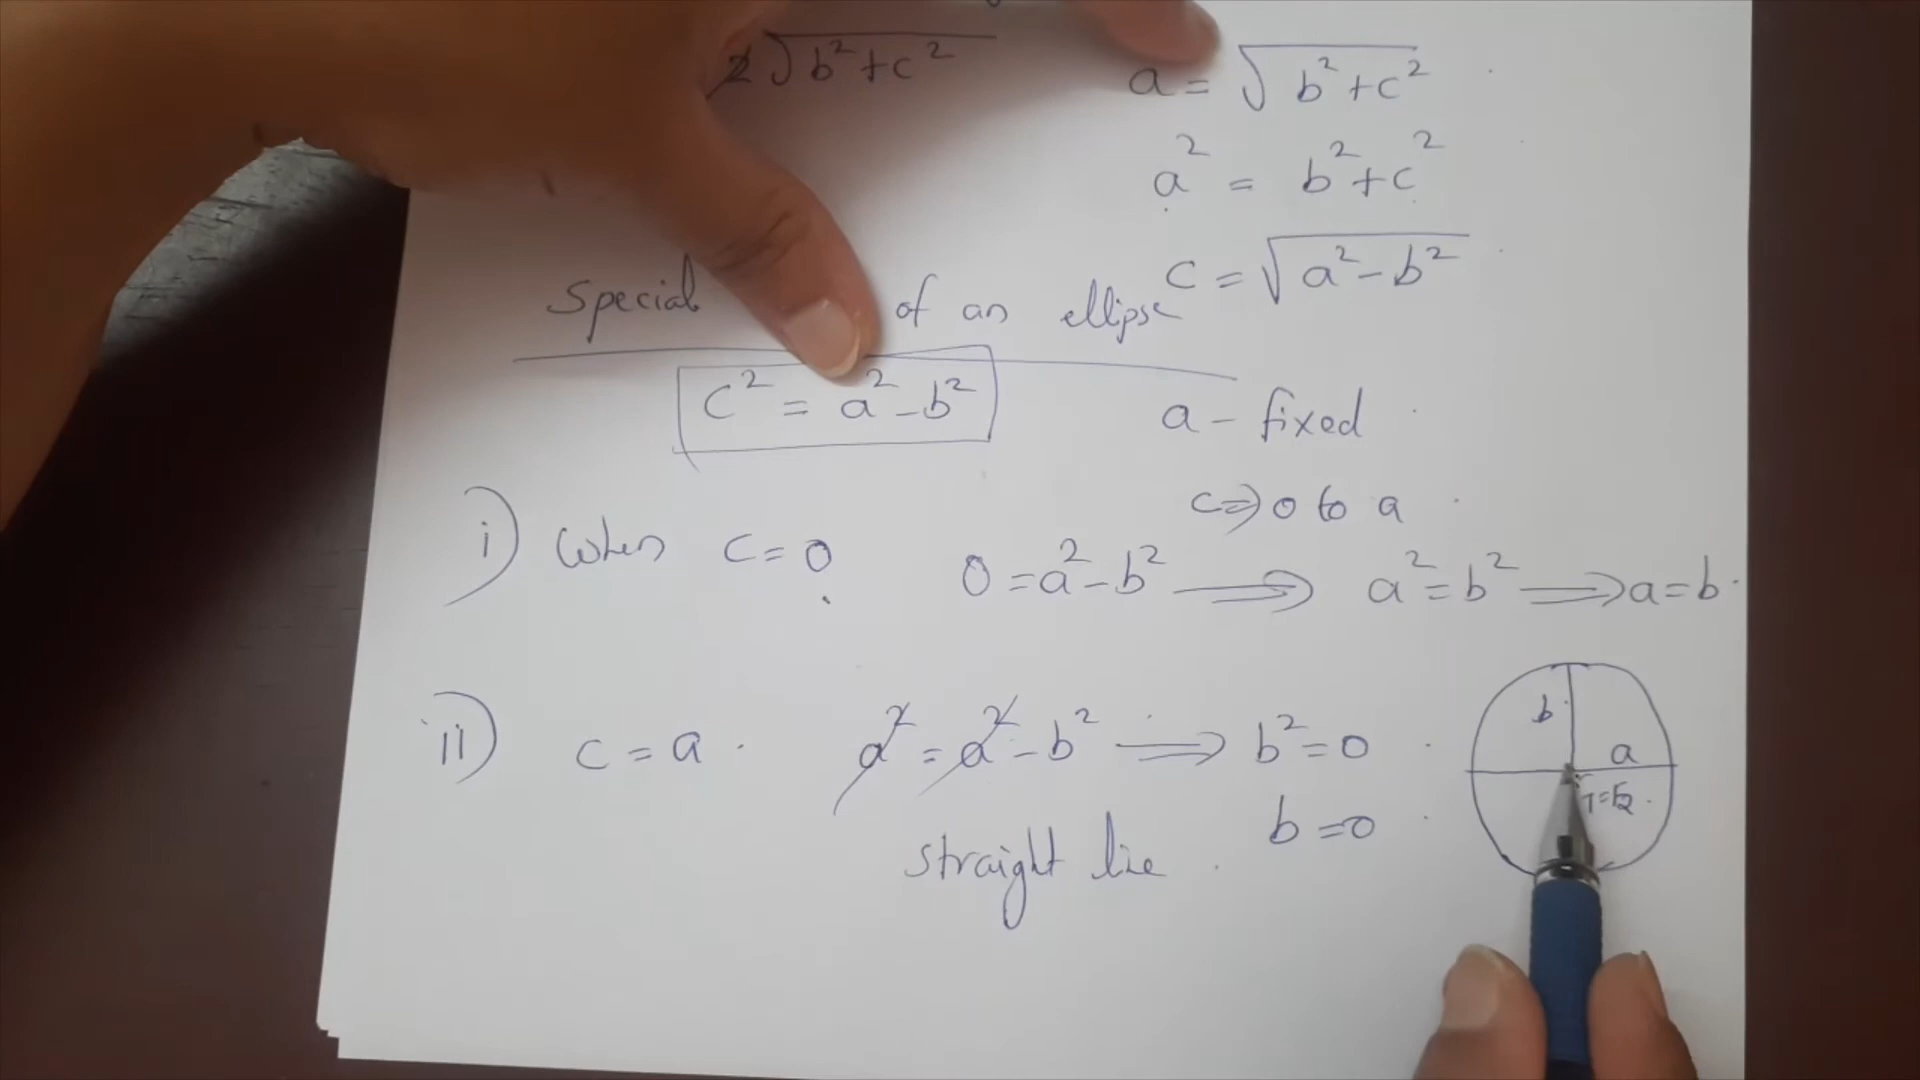 2√b²+c²
a = √b²+c²
a² = b²+c²
c = √a²-b²
Special of an ellipse
c² = a²-b²
a - fixed
c⇒ 0 to a
i) when c=0 0 = a²-b² ⟹ a²=b² ⟹ a=b
ii) c = a. a² = a²-b² ⟹ b²=0
b=0
straight lie
b
a
=F2